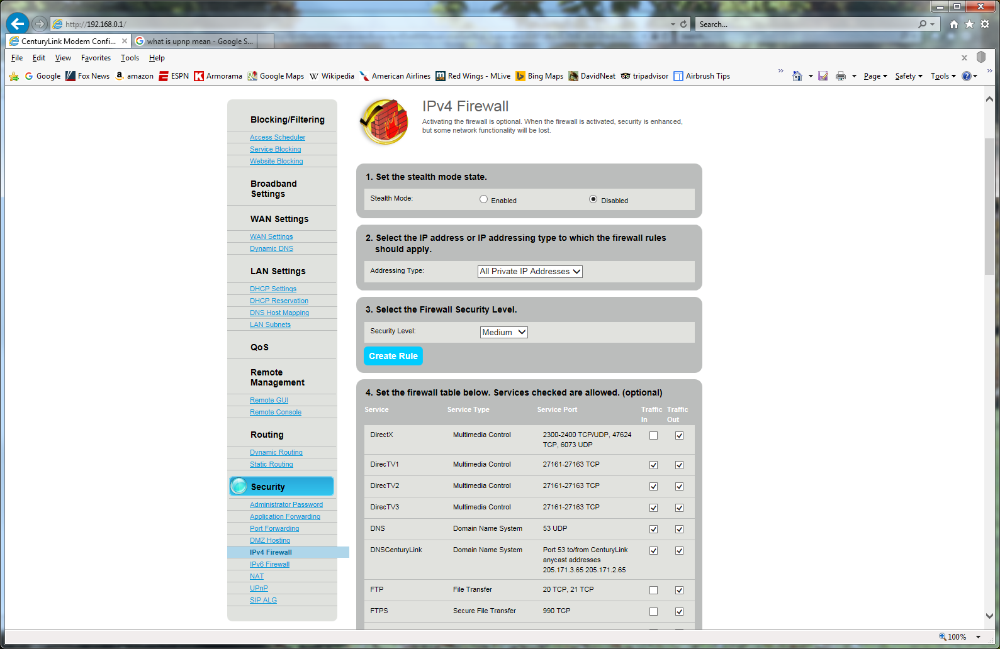 http://192.168.0.1/
Search...
CenturyLink Modem Confi...
what is upnp mean - Google S...
File Edit View Favorites Tools Help
Google Fox News amazon ESPN Armorama Google Maps Wikipedia American Airlines Red Wings - MLive Bing Maps DavidNeat tripadvisor Airbrush Tips Page Safety Tools
Blocking/Filtering
Access Scheduler
Service Blocking
Website Blocking
Broadband
Settings
WAN Settings
WAN Settings
Dynamic DNS
LAN Settings
DHCP Settings
DHCP Reservation
DNS Host Mapping
LAN Subnets
QoS
Remote
Management
Remote GUI
Remote Console
Routing
Dynamic Routing
Static Routing
Security
Administrator Password
Application Forwarding
Port Forwarding
DMZ Hosting
IPv4 Firewall
IPv6 Firewall
NAT
UPnP
SIP ALG
IPv4 Firewall
Activating the firewall is optional. When the firewall is activated, security is enhanced,
but some network functionality will be lost.
1. Set the stealth mode state.
Stealth Mode: Enabled Disabled
2. Select the IP address or IP addressing type to which the firewall rules
should apply.
Addressing Type: All Private IP Addresses
3. Select the Firewall Security Level.
Security Level: Medium
Create Rule
4. Set the firewall table below. Services checked are allowed. (optional)
Service Service Type Service Port Traffic Traffic
In Out
DirectX Multimedia Control 2300-2400 TCP/UDP, 47624
TCP, 6073 UDP
DirecTV1 Multimedia Control 27161-27163 TCP
DirecTV2 Multimedia Control 27161-27163 TCP
DirecTV3 Multimedia Control 27161-27163 TCP
DNS Domain Name System 53 UDP
DNSCenturyLink Domain Name System Port 53 to/from CenturyLink
anycast addresses
205.171.3.65 205.171.2.65
FTP File Transfer 20 TCP, 21 TCP
FTPS Secure File Transfer 990 TCP
100%